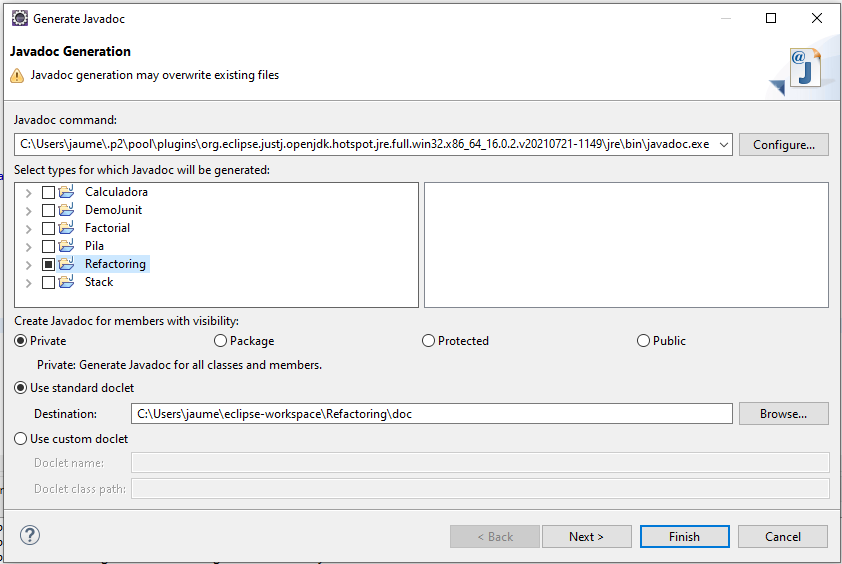 Generate Javadoc
Javadoc Generation
Javadoc generation may overwrite existing files
@
J
Javadoc command:
C:\Users\jaume\.p2\pool\plugins\org.eclipse.justj.openjdk.hotspot.jre.full.win32.x86_64_16.0.2.v20210721-1149\jre\bin\javadoc.exe
Configure...
Select types for which Javadoc will be generated:
Calculadora
DemoJunit
Factorial
Pila
Refactoring
Stack
Create Javadoc for members with visibility:
Private Package Protected Public
Private: Generate Javadoc for all classes and members.
Use standard doclet
Destination: C:\Users\jaume\eclipse-workspace\Refactoring\doc Browse...
Use custom doclet
Doclet name:
Doclet class path:
? < Back Next > Finish Cancel